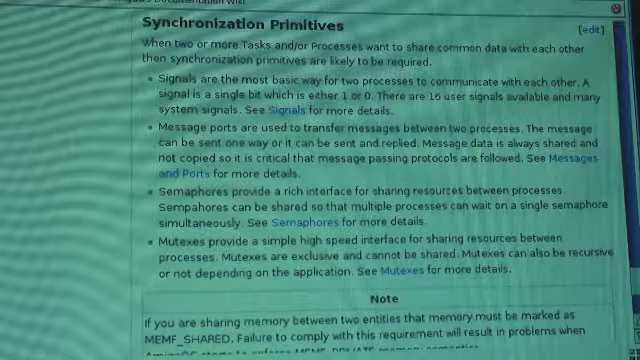 Documentation Wiki
Synchronization Primitives
[edit]
When two or more Tasks and/or Processes want to share common data with each other
then synchronization primitives are likely to be required.
Signals are the most basic way for two processes to communicate with each other. A
signal is a single bit which is either 1 or 0. There are 16 user signals available and many
system signals. See Signals for more details.
Message ports are used to transfer messages between two processes. The message
can be sent one way or it can be sent and replied. Message data is always shared and
not copied so it is critical that message passing protocols are followed. See Messages
and Ports for more details.
Semaphores provide a rich interface for sharing resources between processes.
Sempahores can be shared so that multiple processes can wait on a single semaphore
simultaneously. See Semaphores for more details.
Mutexes provide a simple high speed interface for sharing resources between
processes. Mutexes are exclusive and cannot be shared. Mutexes can also be recursive
or not depending on the application. See Mutexes for more details.
Note
If you are sharing memory between two entities that memory must be marked as
MEMF_SHARED. Failure to comply with this requirement will result in problems when